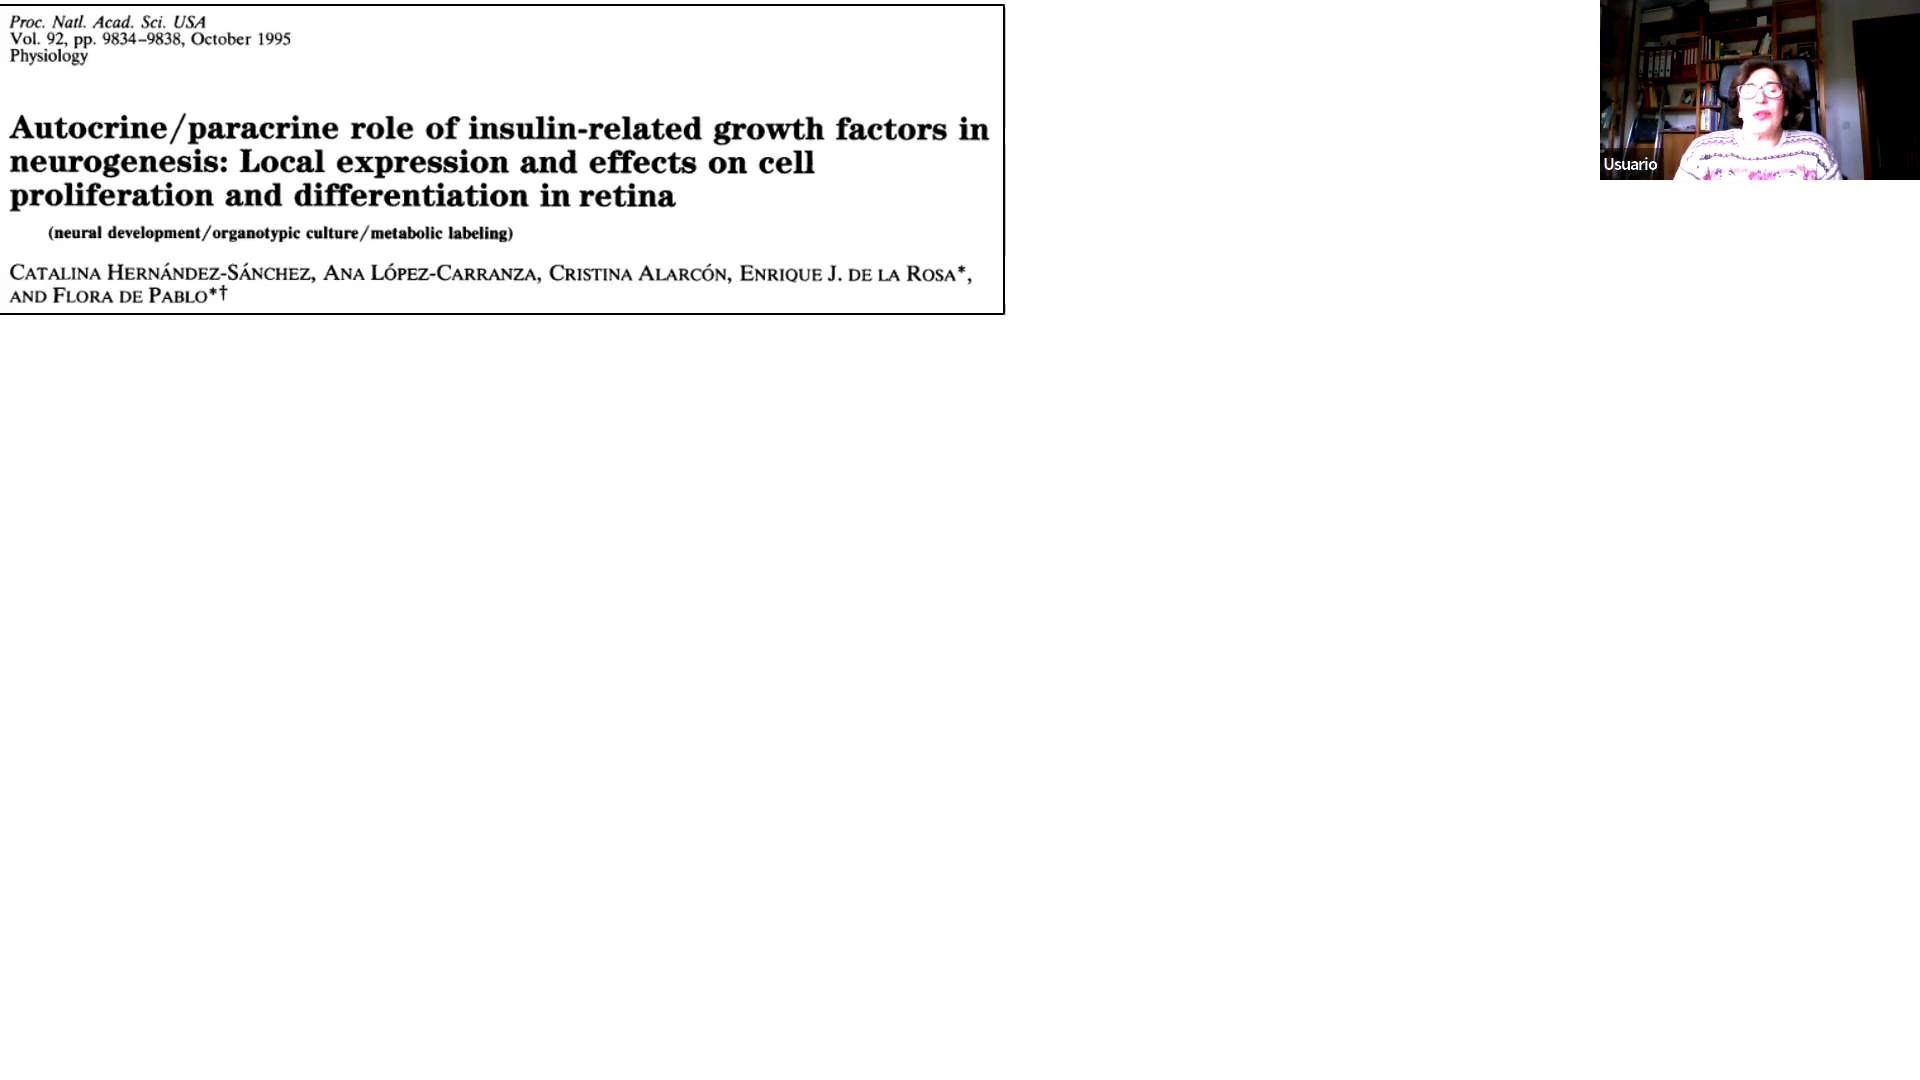 Proc. Natl. Acad. Sci. USA
Vol. 92, pp. 9834–9838, October 1995
Physiology
Autocrine/paracrine role of insulin-related growth factors in
neurogenesis: Local expression and effects on cell
proliferation and differentiation in retina
(neural development/organotypic culture/metabolic labeling)
CATALINA HERNÁNDEZ-SÁNCHEZ, ANA LÓPEZ-CARRANZA, CRISTINA ALARCÓN, ENRIQUE J. DE LA ROSA*,
AND FLORA DE PABLO*†
Usuario